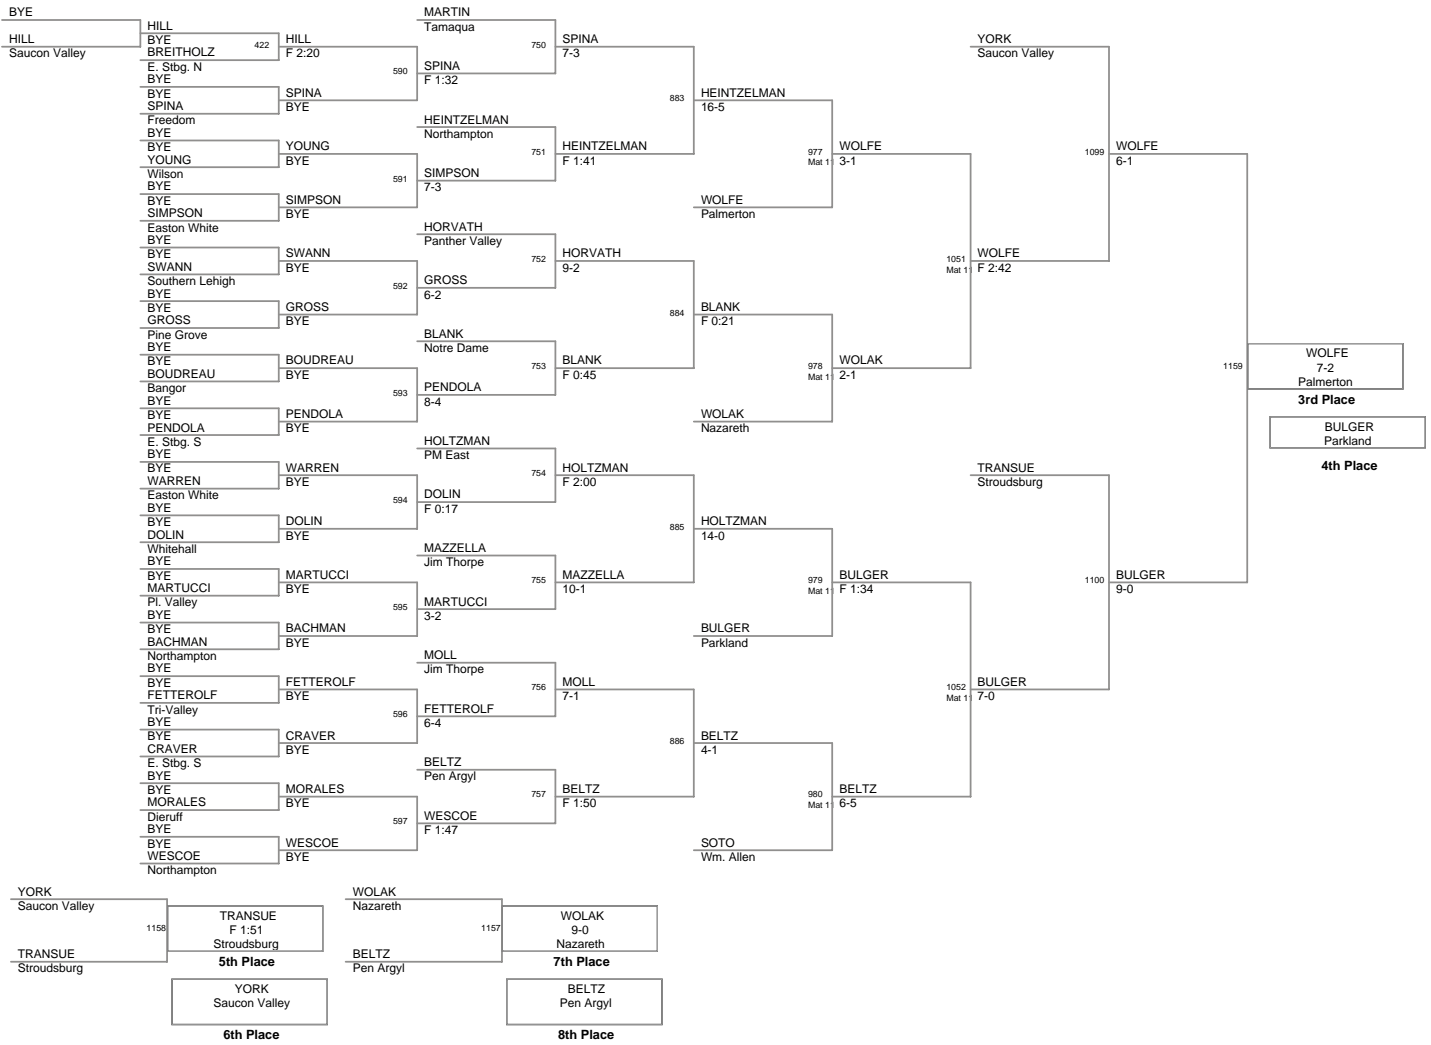 BYE
HILL
Saucon Valley
HILL
BYE
BREITHOLZ
E. Stbg. N
BYE
BYE
SPINA
Freedom
BYE
BYE
YOUNG
Wilson
BYE
BYE
SIMPSON
Easton White
BYE
BYE
SWANN
Southern Lehigh
BYE
BYE
GROSS
Pine Grove
BYE
BYE
BOUDREAU
Bangor
BYE
BYE
PENDOLA
E. Stbg. S
BYE
BYE
WARREN
Easton White
BYE
BYE
DOLIN
Whitehall
BYE
BYE
MARTUCCI
Pl. Valley
BYE
BYE
BACHMAN
Northampton
BYE
BYE
FETTEROLF
Tri-Valley
BYE
BYE
CRAVER
E. Stbg. S
BYE
BYE
MORALES
Dieruff
BYE
BYE
WESCOE
Northampton
422
HILL
F 2:20
SPINA
BYE
YOUNG
BYE
SIMPSON
BYE
SWANN
BYE
GROSS
BYE
BOUDREAU
BYE
PENDOLA
BYE
WARREN
BYE
DOLIN
BYE
MARTUCCI
BYE
BACHMAN
BYE
FETTEROLF
BYE
CRAVER
BYE
MORALES
BYE
WESCOE
BYE
590
591
592
593
594
595
596
597
MARTIN
Tamaqua
SPINA
F 1:32
HEINTZELMAN
Northampton
SIMPSON
7-3
HORVATH
Panther Valley
GROSS
6-2
BLANK
Notre Dame
PENDOLA
8-4
HOLTZMAN
PM East
DOLIN
F 0:17
MAZZELLA
Jim Thorpe
MARTUCCI
3-2
MOLL
Jim Thorpe
FETTEROLF
6-4
BELTZ
Pen Argyl
WESCOE
F 1:47
750
SPINA
7-3
751
HEINTZELMAN
F 1:41
752
HORVATH
9-2
753
BLANK
F 0:45
754
HOLTZMAN
F 2:00
755
MAZZELLA
10-1
756
MOLL
7-1
757
BELTZ
F 1:50
883
HEINTZELMAN
16-5
WOLFE
Palmerton
884
BLANK
F 0:21
WOLAK
Nazareth
885
HOLTZMAN
14-0
BULGER
Parkland
886
BELTZ
4-1
SOTO
Wm. Allen
977
Mat 11
WOLFE
3-1
978
Mat 11
WOLAK
2-1
979
Mat 11
BULGER
F 1:34
980
Mat 11
BELTZ
6-5
YORK
Saucon Valley
1051
Mat 11
WOLFE
F 2:42
TRANSUE
Stroudsburg
1052
Mat 11
BULGER
7-0
1099
WOLFE
6-1
1100
BULGER
9-0
1159
WOLFE
7-2
Palmerton
3rd Place
BULGER
Parkland
4th Place
YORK
Saucon Valley
1158
TRANSUE
Stroudsburg
TRANSUE
F 1:51
Stroudsburg
5th Place
YORK
Saucon Valley
6th Place
WOLAK
Nazareth
1157
BELTZ
Pen Argyl
WOLAK
9-0
Nazareth
7th Place
BELTZ
Pen Argyl
8th Place